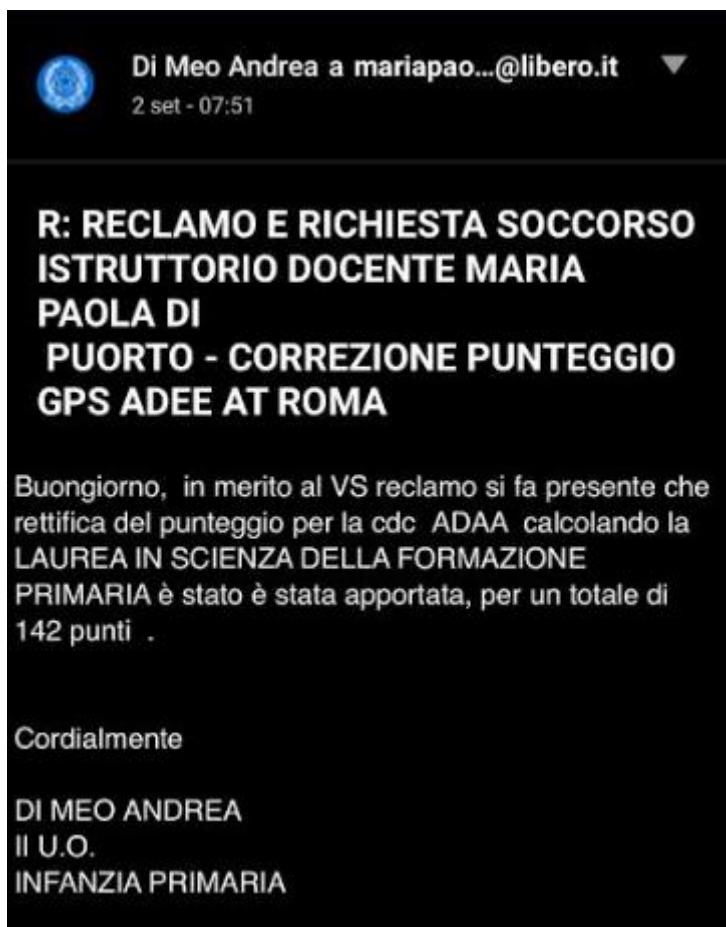 Di Meo Andrea a mariapao...@libero.it
2 set - 07:51
R: RECLAMO E RICHIESTA SOCCORSO
ISTRUTTORIO DOCENTE MARIA
PAOLA DI
PUORTO - CORREZIONE PUNTEGGIO
GPS ADEE AT ROMA
Buongiorno, in merito al VS reclamo si fa presente che
rettifica del punteggio per la cdc ADAA calcolando la
LAUREA IN SCIENZA DELLA FORMAZIONE
PRIMARIA è stato è stata apportata, per un totale di
142 punti .
Cordialmente
DI MEO ANDREA
II U.O.
INFANZIA PRIMARIA